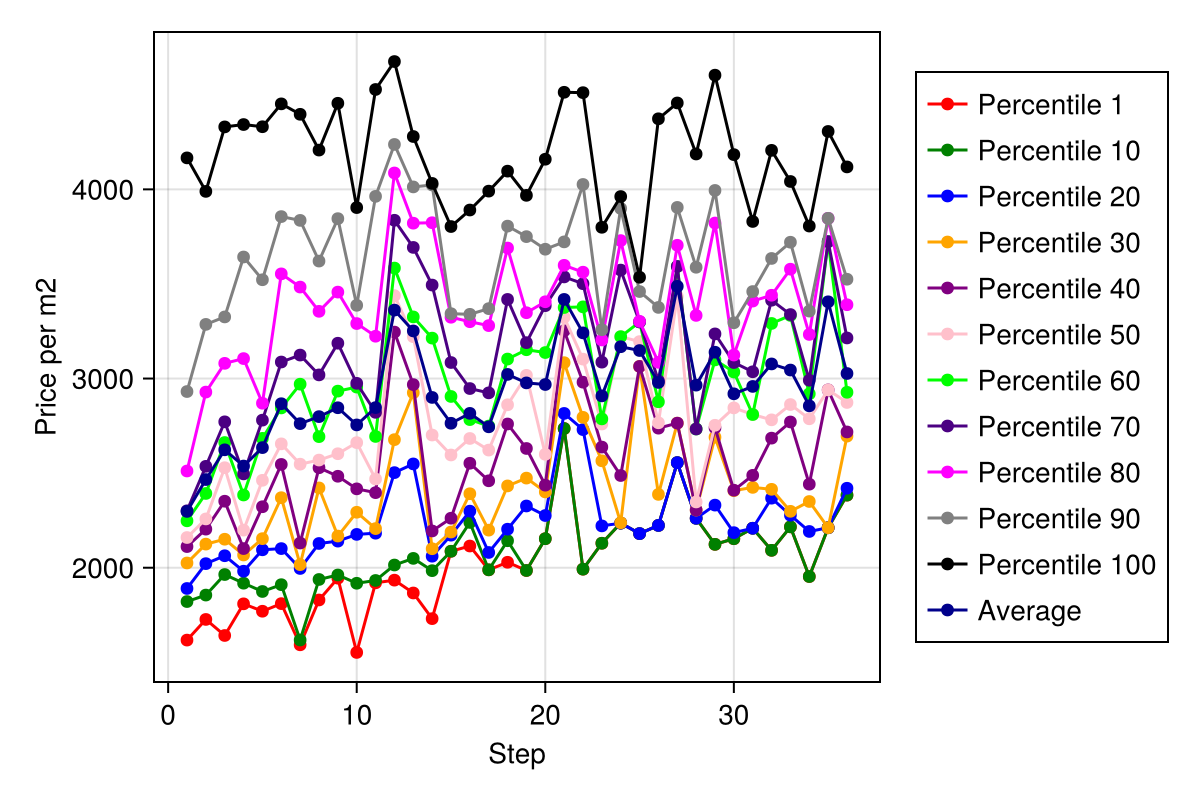 4000
3000
2000
Price per m2
0 10 20 30
Step
Percentile 1
Percentile 10
Percentile 20
Percentile 30
Percentile 40
Percentile 50
Percentile 60
Percentile 70
Percentile 80
Percentile 90
Percentile 100
Average